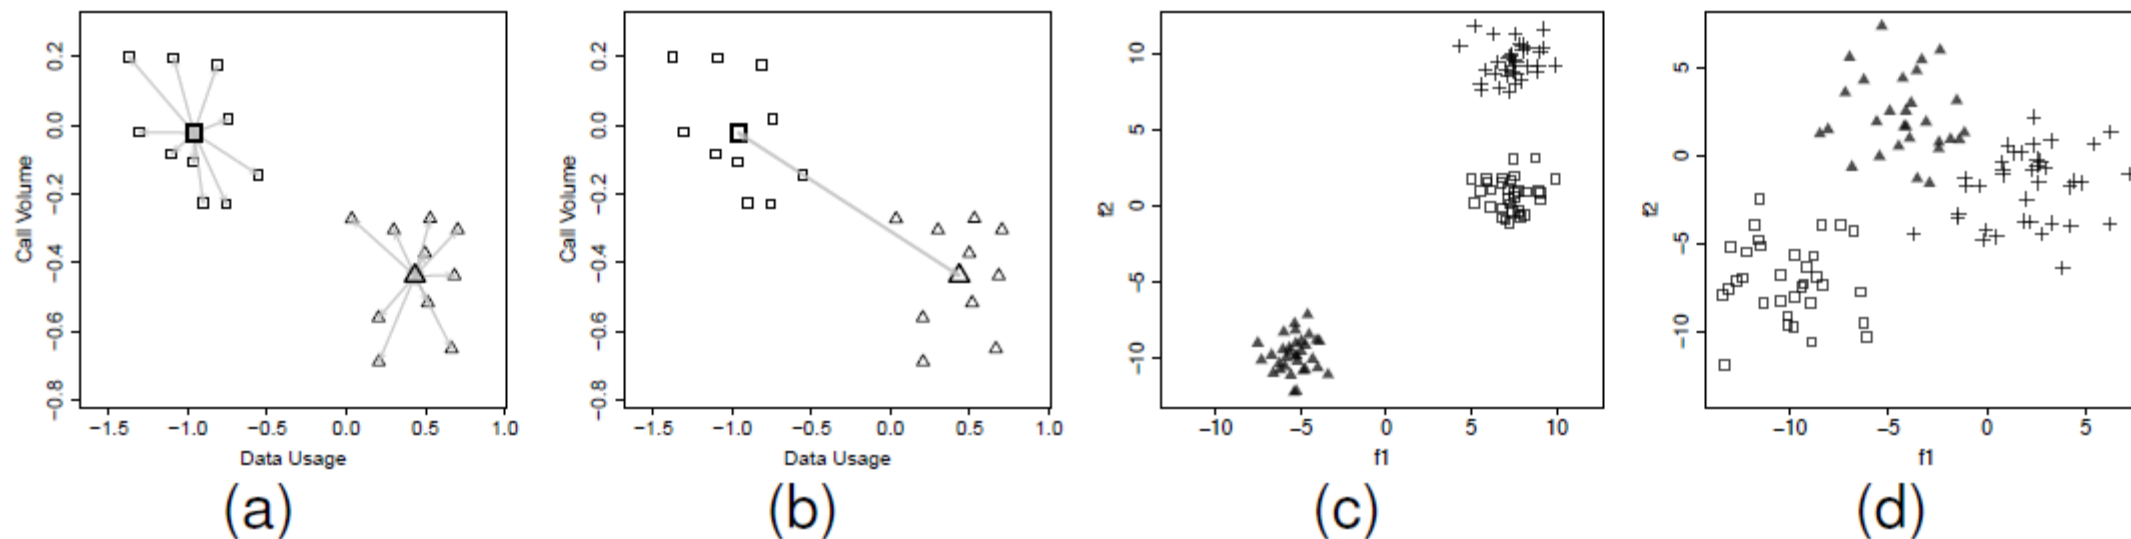 0.2
0.0
−0.2
−0.4
−0.6
−0.8
Call Volume
−1.5 −1.0 −0.5 0.0 0.5 1.0
Data Usage
(a)
0.2
0.0
−0.2
−0.4
−0.6
−0.8
Call Volume
−1.5 −1.0 −0.5 0.0 0.5 1.0
Data Usage
(b)
10
5
0
−5
−10
f2
−10 −5 0 5 10
f1
(c)
5
0
−5
−10
f2
−10 −5 0 5
f1
(d)